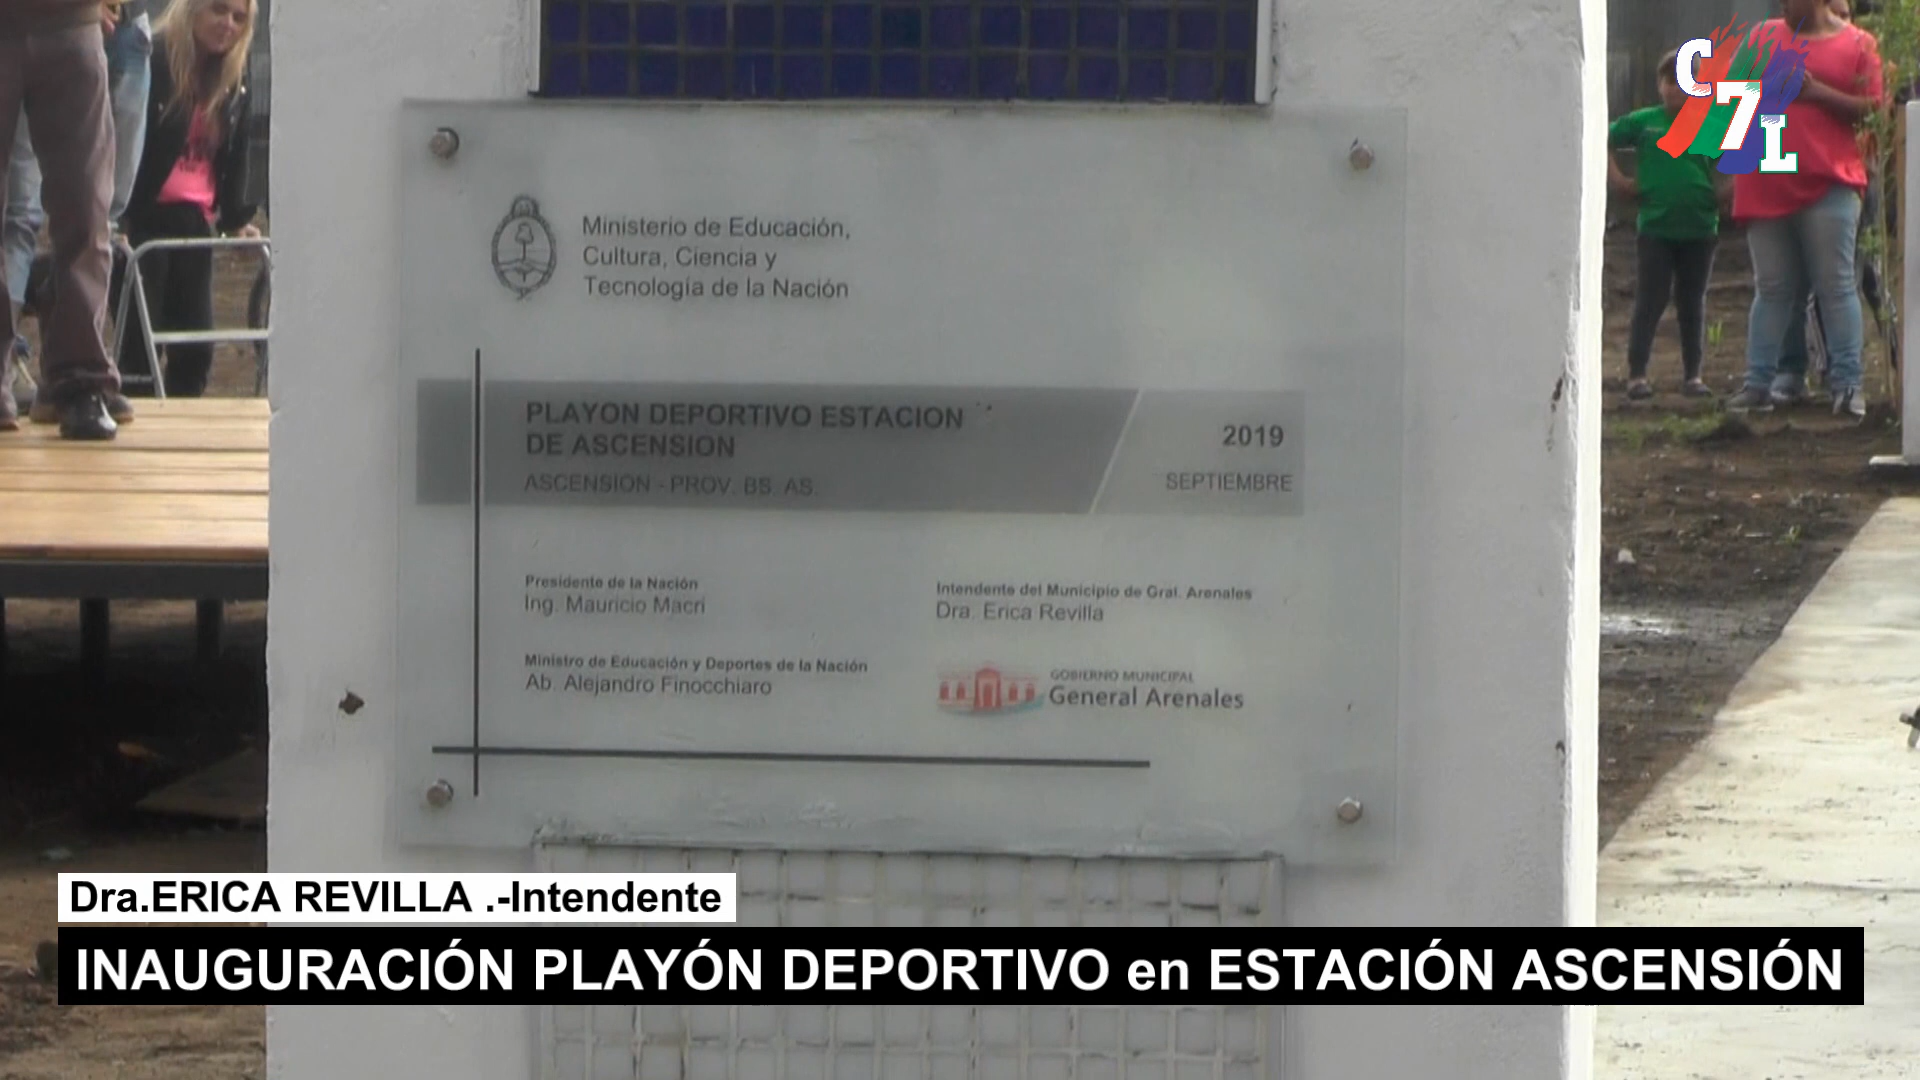 C7L
Ministerio de Educación,
Cultura, Ciencia y
Tecnología de la Nación
PLAYON DEPORTIVO ESTACION
DE ASCENSION
ASCENSION - PROV. BS. AS.
2019
SEPTIEMBRE
Presidente de la Nación
Ing. Mauricio Macri
Ministro de Educación y Deportes de la Nación
Ab. Alejandro Finocchiaro
Intendente del Municipio de Gral. Arenales
Dra. Erica Revilla
GOBIERNO MUNICIPAL
General Arenales
Dra.ERICA REVILLA .-Intendente
INAUGURACIÓN PLAYÓN DEPORTIVO en ESTACIÓN ASCENSIÓN